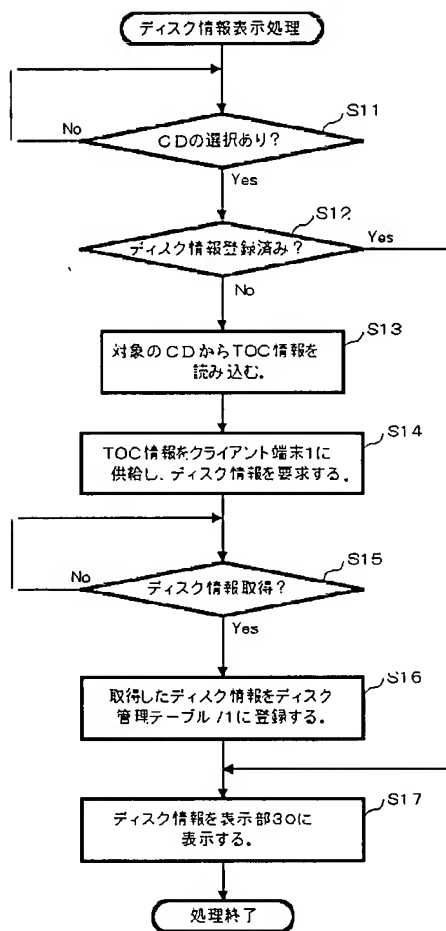 ディスク情報表示処理
S11
No
CDの選択あり?
Yes
S12
ディスク情報登録済み?
Yes
No
S13
対象のCDからTOC情報を
読み込む。
S14
TOC情報をクライアント端末1に
供給し、ディスク情報を要求する。
S15
No
ディスク情報取得?
Yes
S16
取得したディスク情報をディスク
管理テーブル71に登録する。
S17
ディスク情報を表示部30に
表示する。
処理終了